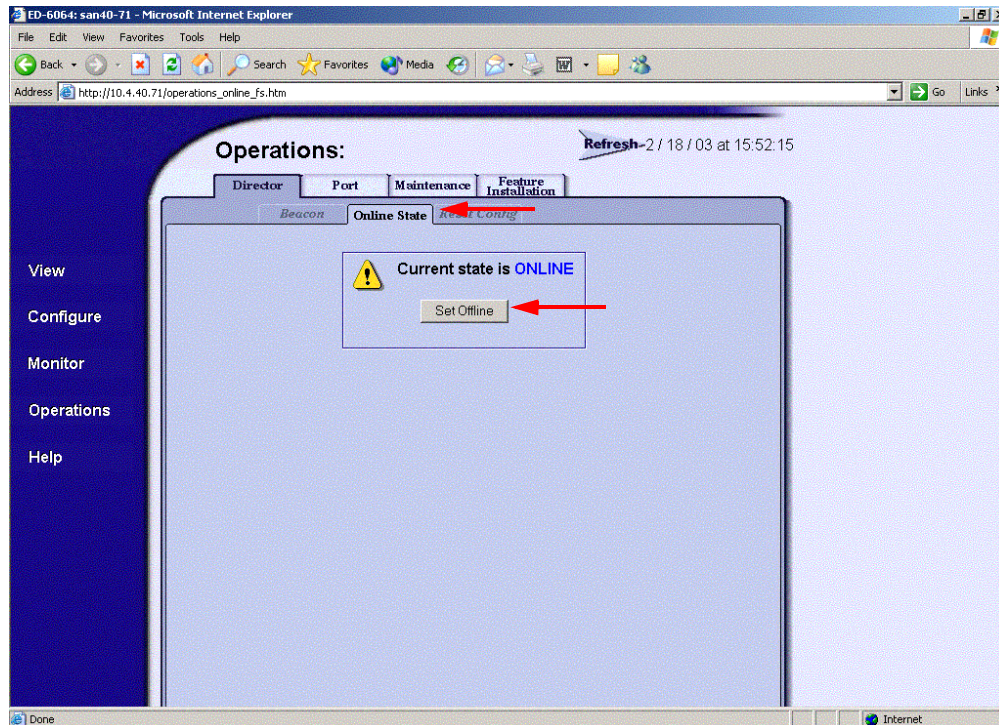 ED-6064: san40-71 - Microsoft Internet Explorer
File Edit View Favorites Tools Help
Back Search Favorites Media
Address http://10.4.40.71/operations_online_fs.htm Go Links
Operations:
Refresh-2 / 18 / 03 at 15:52:15
Director Port Maintenance Feature Installation
Beacon Online State Reset Config
Current state is ONLINE
Set Offline
View
Configure
Monitor
Operations
Help
Done Internet